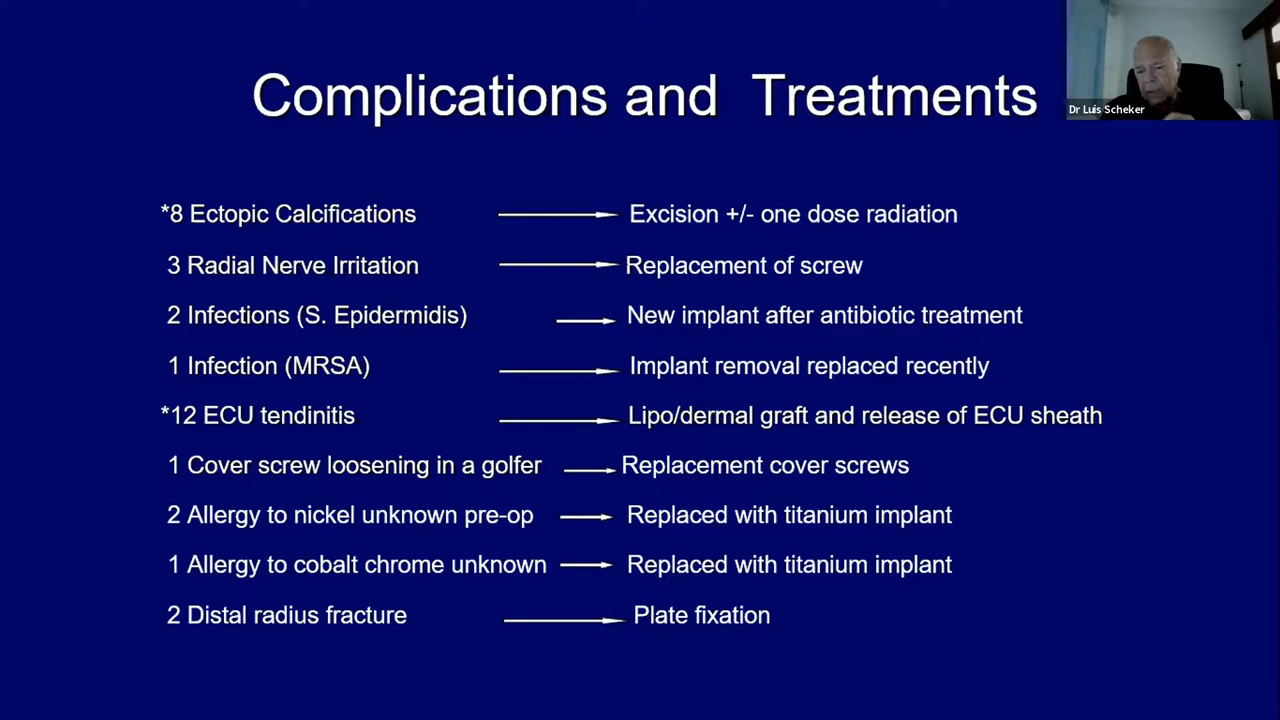 Complications and Treatments
Dr Luis Scheker
*8 Ectopic Calcifications Excision +/- one dose radiation
3 Radial Nerve Irritation Replacement of screw
2 Infections (S. Epidermidis) New implant after antibiotic treatment
1 Infection (MRSA) Implant removal replaced recently
*12 ECU tendinitis Lipo/dermal graft and release of ECU sheath
1 Cover screw loosening in a golfer Replacement cover screws
2 Allergy to nickel unknown pre-op Replaced with titanium implant
1 Allergy to cobalt chrome unknown Replaced with titanium implant
2 Distal radius fracture Plate fixation